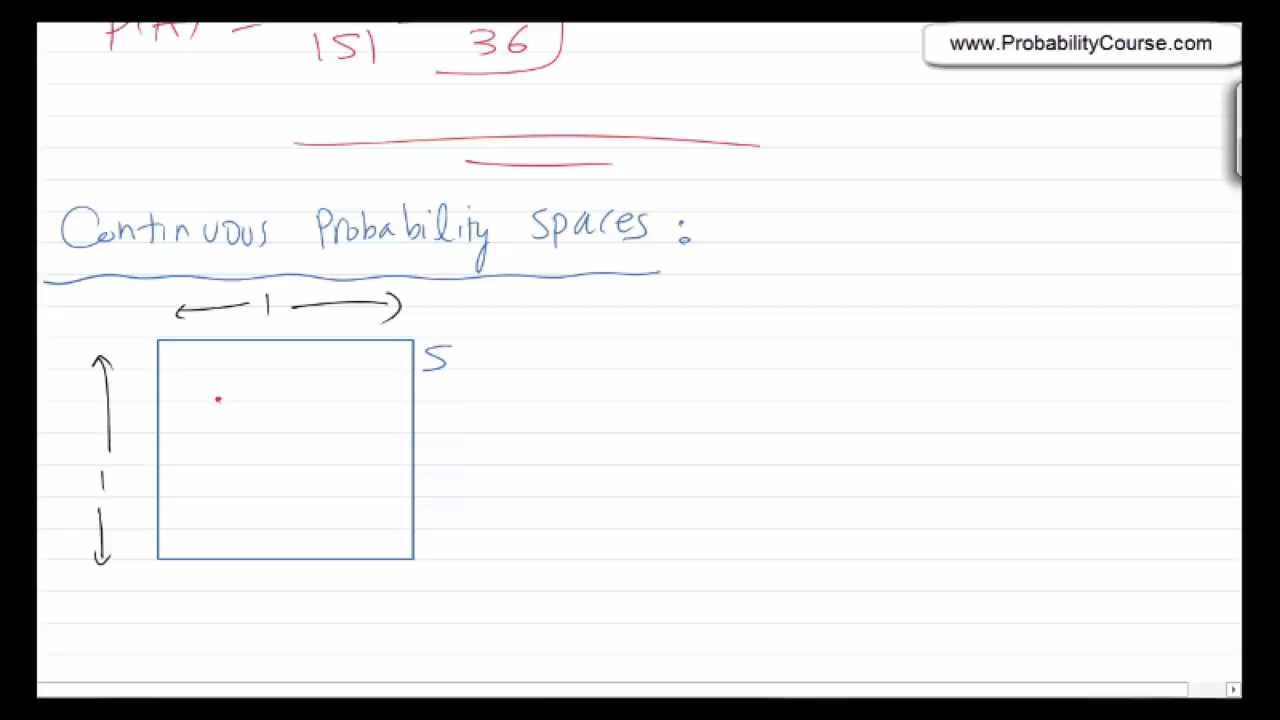 P(A) =
|S| 36
www.ProbabilityCourse.com
Continuous Probability spaces :
1
S
1